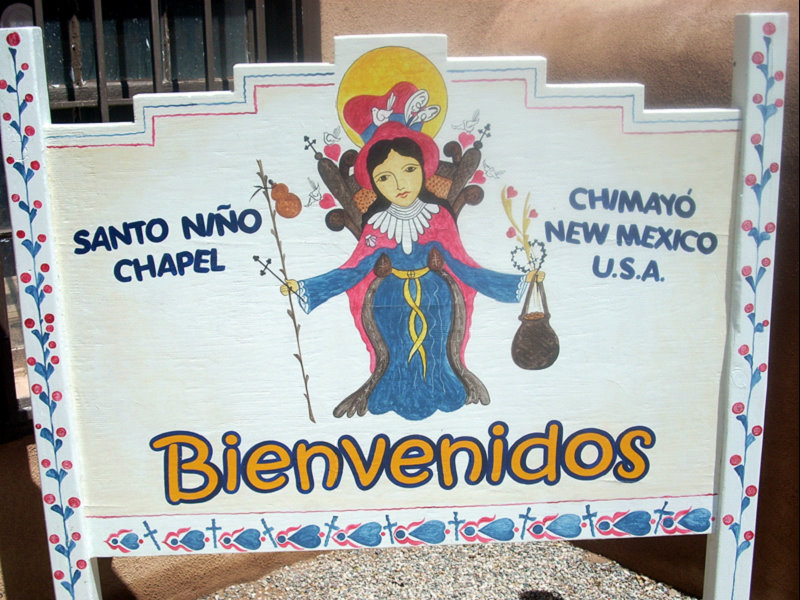 SANTO NIÑO
CHAPEL
CHIMAYÓ
NEW MEXICO
U.S.A.
Bienvenidos